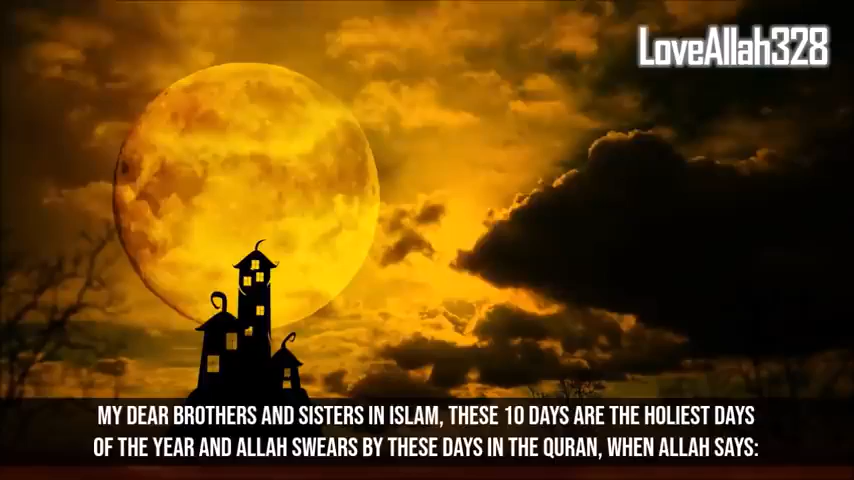 LoveAllah328
MY DEAR BROTHERS AND SISTERS IN ISLAM, THESE 10 DAYS ARE THE HOLIEST DAYS
OF THE YEAR AND ALLAH SWEARS BY THESE DAYS IN THE QURAN, WHEN ALLAH SAYS: